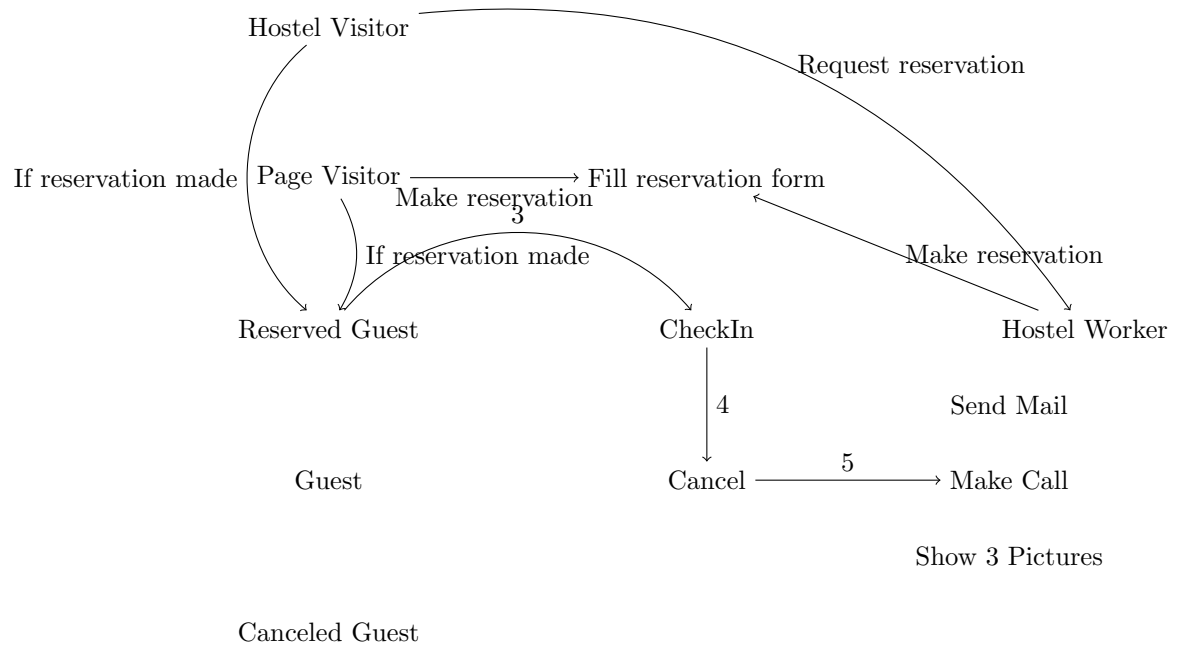 Hostel Visitor
Request reservation
If reservation made
Page Visitor
Fill reservation form
Make reservation
3
If reservation made
Make reservation
Reserved Guest
CheckIn
Hostel Worker
4
Send Mail
5
Guest
Cancel
Make Call
Show 3 Pictures
Canceled Guest